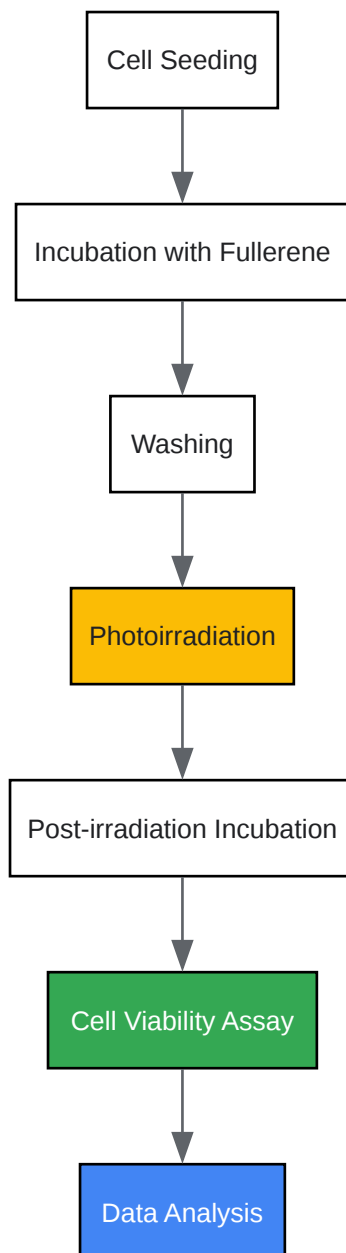 Cell Seeding
Incubation with Fullerene
Washing
Photoirradiation
Post-irradiation Incubation
Cell Viability Assay
Data Analysis